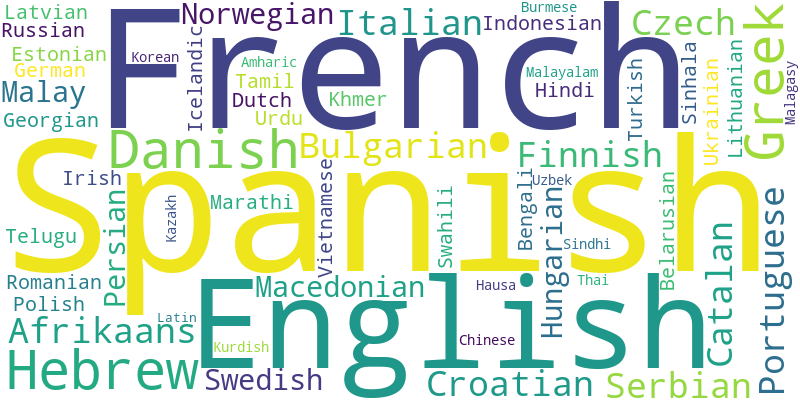 Latvian
Norwegian
Italian
Burmese
Indonesian
Czech
Greek
Russian
French
Estonian
Korean
Icelandic
Amharic
Malayalam
Turkish
Sinhala
Ukrainian
Lithuanian
Malagasy
German
Tamil
Malay
Dutch
Khmer
Hindi
Georgian
Urdu
Danish
Bulgarian
Finnish
Spanish
Irish
Persian
Kazakh
Marathi
Vietnamese
Swahili
Bengali
Uzbek
Hungarian
Belarusian
Portuguese
Telugu
Sindhi
Catalan
Romanian
Macedonian
Hausa
Thai
Polish
English
Latin
Afrikaans
Kurdish
Chinese
Hebrew
Swedish
Croatian
Serbian